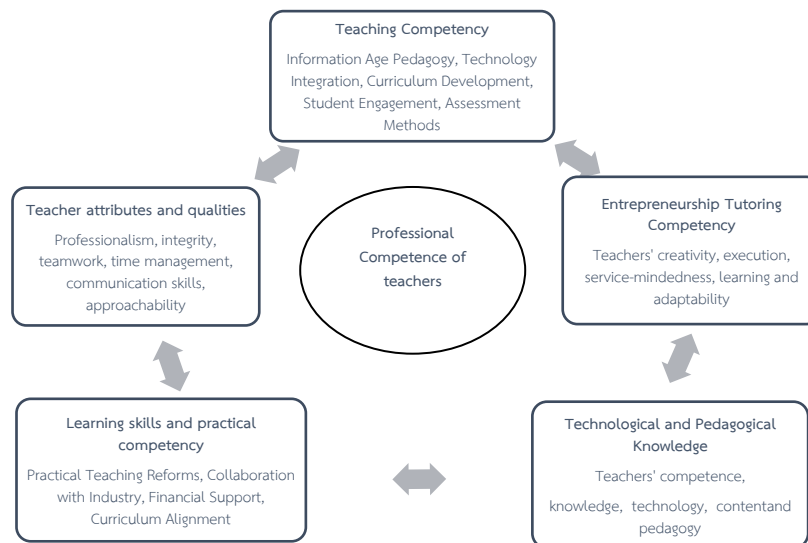 Teaching Competency
Information Age Pedagogy, Technology
Integration, Curriculum Development,
Student Engagement, Assessment
Methods
Teacher attributes and qualities
Professionalism, integrity,
teamwork, time management,
communication skills,
approachability
Professional
Competence of
teachers
Entrepreneurship Tutoring
Competency
Teachers' creativity, execution,
service-mindedness, learning and
adaptability
Learning skills and practical
competency
Practical Teaching Reforms, Collaboration
with Industry, Financial Support,
Curriculum Alignment
Technological and Pedagogical
Knowledge
Teachers' competence,
knowledge, technology, contentand
pedagogy